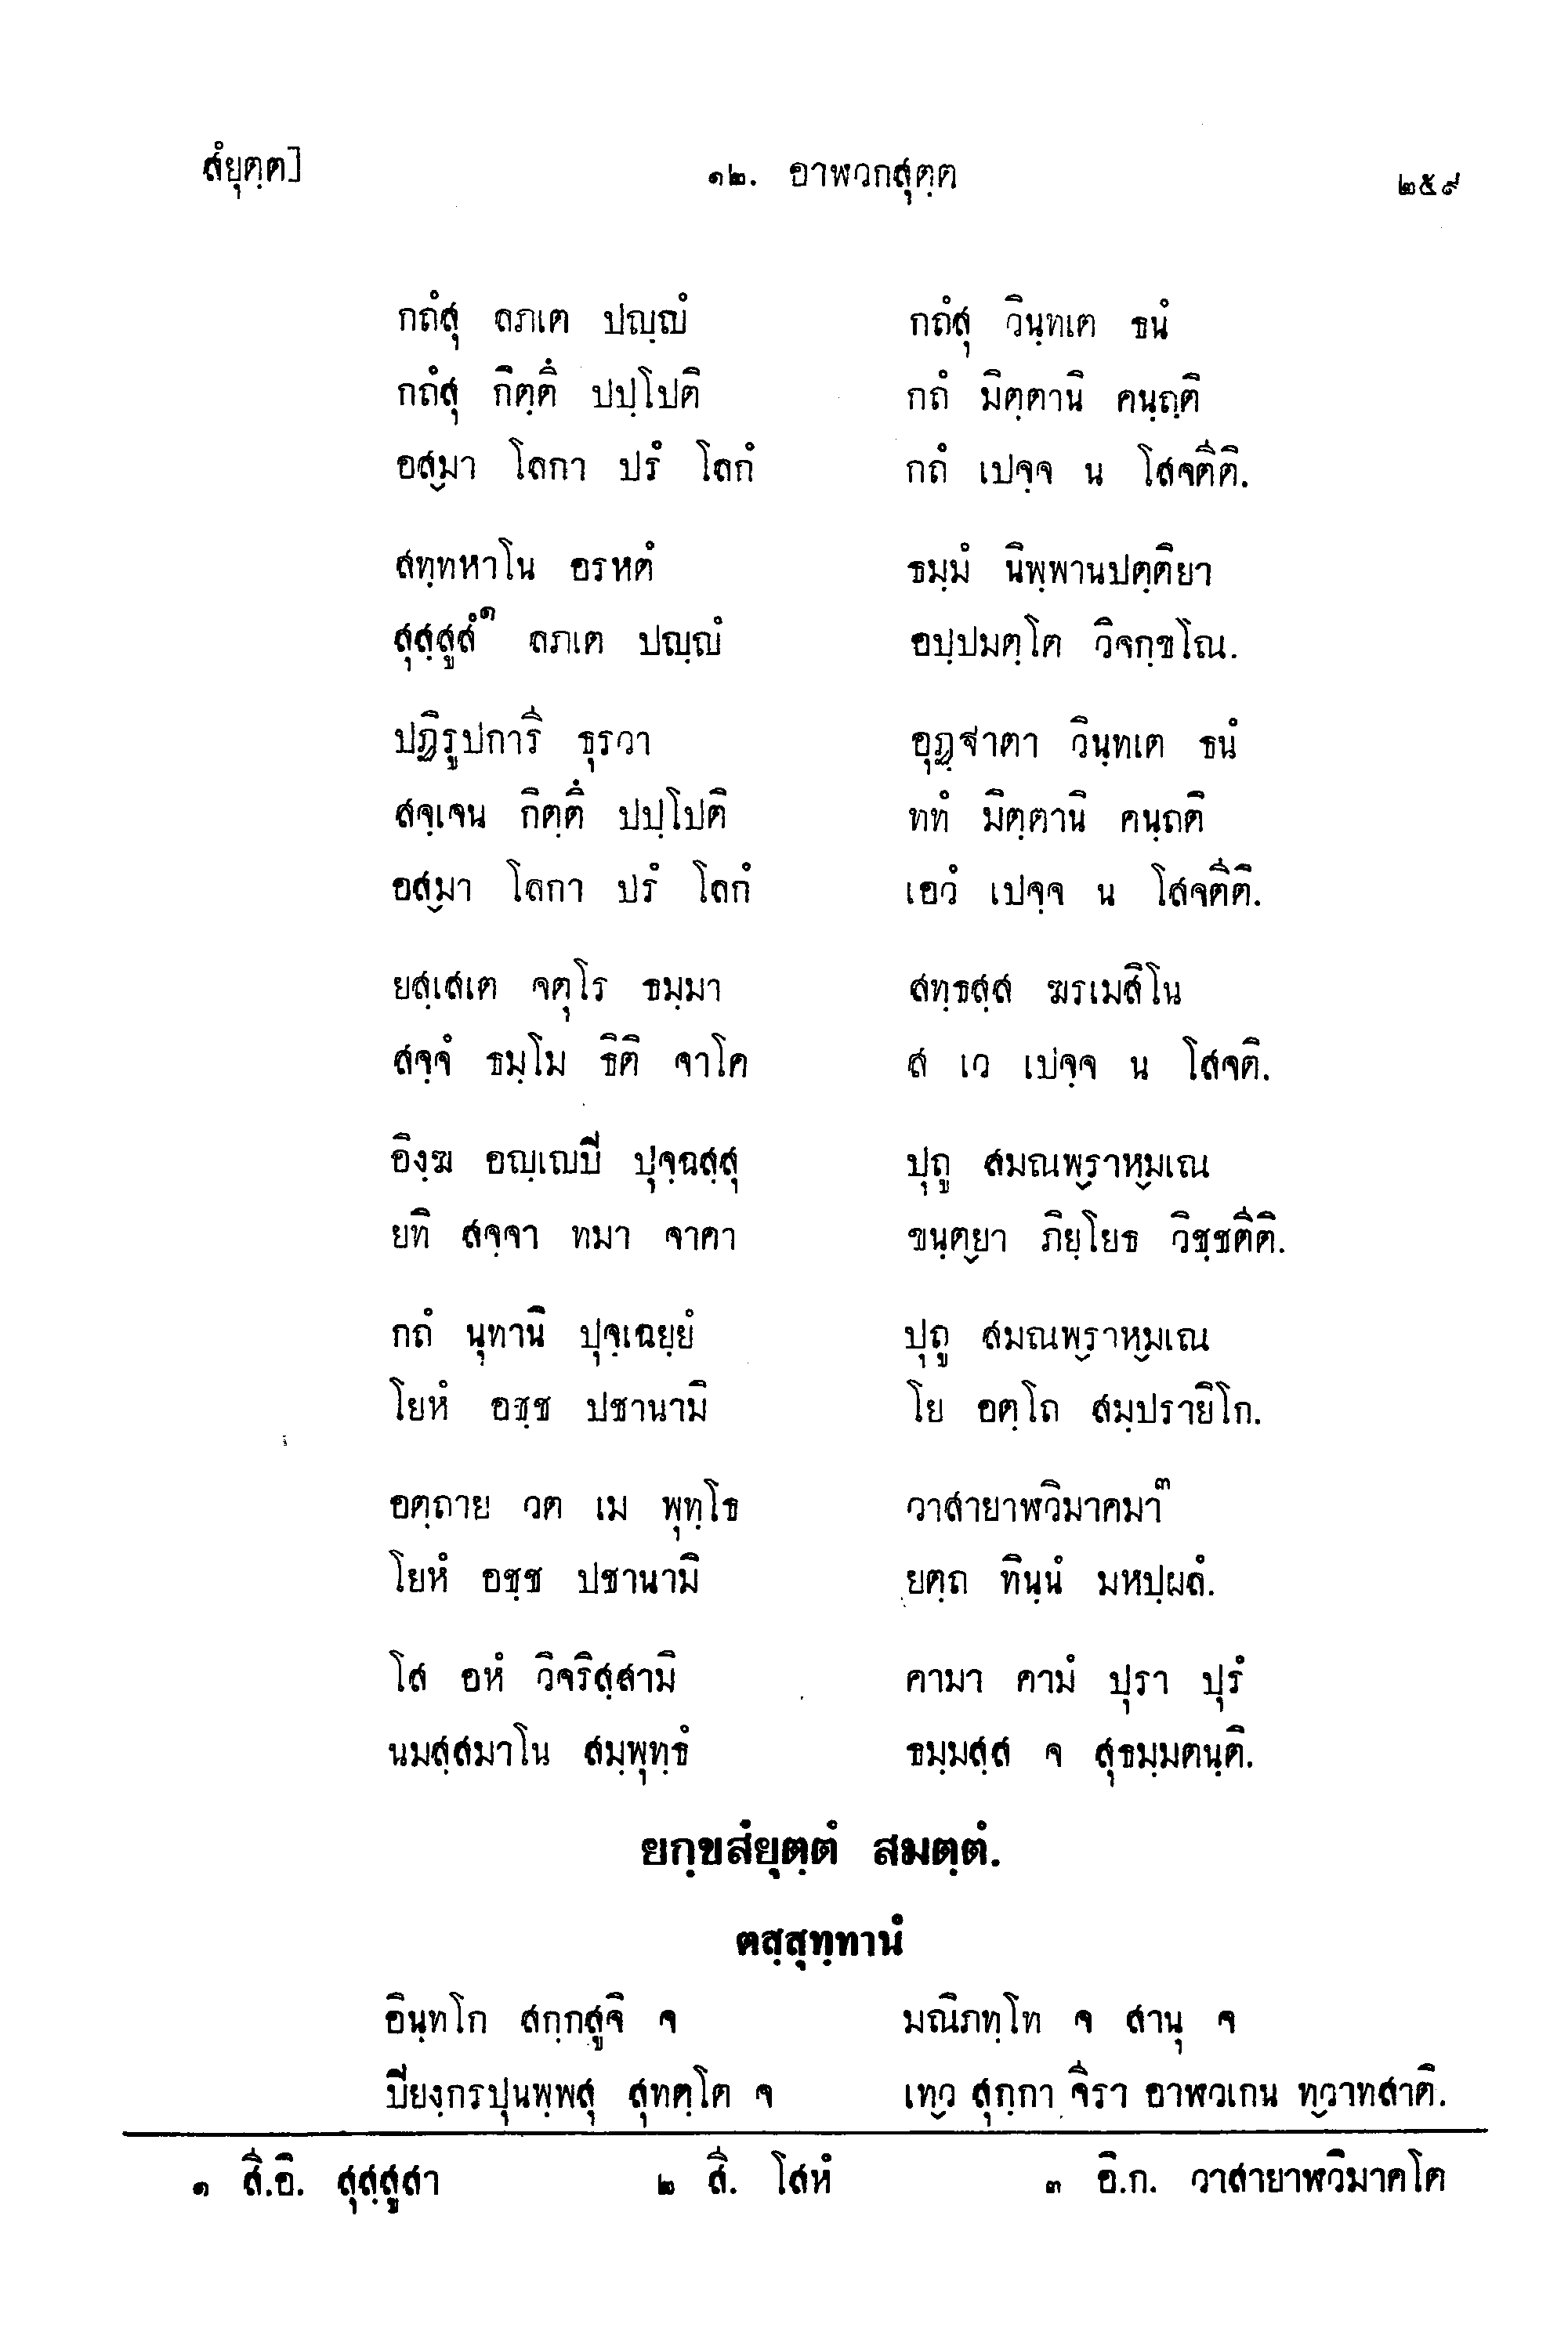 สํยุตฺต]	๑๒. อาฬวกสุตฺต	๒๕๙
กถํสุ ลภเต ปญฺญํ	กถํสุ วินฺทเต ธนํ
กถํสุ กิตฺตึ ปปฺโปติ	กถํ มิตฺตานิ คนฺถฺติ
อสฺมา โลกา ปรํ โลกํ	กถํ เปจฺจ น โสจตีติ.
สทฺทหาโน อรหตํ	ธมฺมํ นิพฺพานปตฺติยา
สุสฺสูสํ๑ ลภเต ปญฺญํ	อปฺปมตฺโต วิจกฺขโณ.
ปฏิรูปการี ธุรวา	อุฏฺฐาตา วินฺทเต ธนํ
สจฺเจน กิตฺตึ ปปฺโปติ	ททํ มิตฺตานิ คนฺถติ
อสฺมา โลกา ปรํ โลกํ	เอวํ เปจฺจ น โสจตีติ.
ยสฺเสเต จตุโร ธมฺมา	สทฺธสฺส ฆรเมสิโน
สจฺจํ ธมฺโม ธิติ จาโค	ส เว เปจฺจ น โสจติ.
อิงฺฆ อญฺเญปิ ปุจฺฉสฺสุ	ปุถู สมณพฺราหฺมเณ
ยทิ สจฺจา ทมา จาคา	ขนฺตฺยา ภิยฺโยธ วิชฺชตีติ.
กถํ นุทานิ ปุจฺเฉยฺยํ	ปุถู สมณพฺราหฺมเณ
โยหํ อชฺช ปชานามิ	โย อตฺโถ สมฺปรายิโก.
อตฺถาย วต เม พุทฺโธ	วาสายาฬวิมาคมา๓
โยหํ อชฺช ปชานามิ	ยตฺถ ทินฺนํ มหปฺผลํ.
โส อหํ วิจริสฺสามิ	คามา คามํ ปุรา ปุรํ
นมสฺสมาโน สมฺพุทฺธํ	ธมฺมสฺส จ สุธมฺมตนฺติ.
ยกฺขสํยุตฺตํ สมตฺตํ.
ตสฺสุทฺทานํ
อินฺทโก สกฺกสูจิ จ	มณิภทฺโท จ สานุ จ
ปิยงฺกรปุนพฺพสุ สุทตฺโต จ	เทฺว สุกฺกา จีรา อาฬวเกน ทฺวาทสาติ.
๑ สี.อิ. สุสฺสูสา	๒ สี. โสหํ	๓ อิ.ก. วาสายาฬวิมาคโต